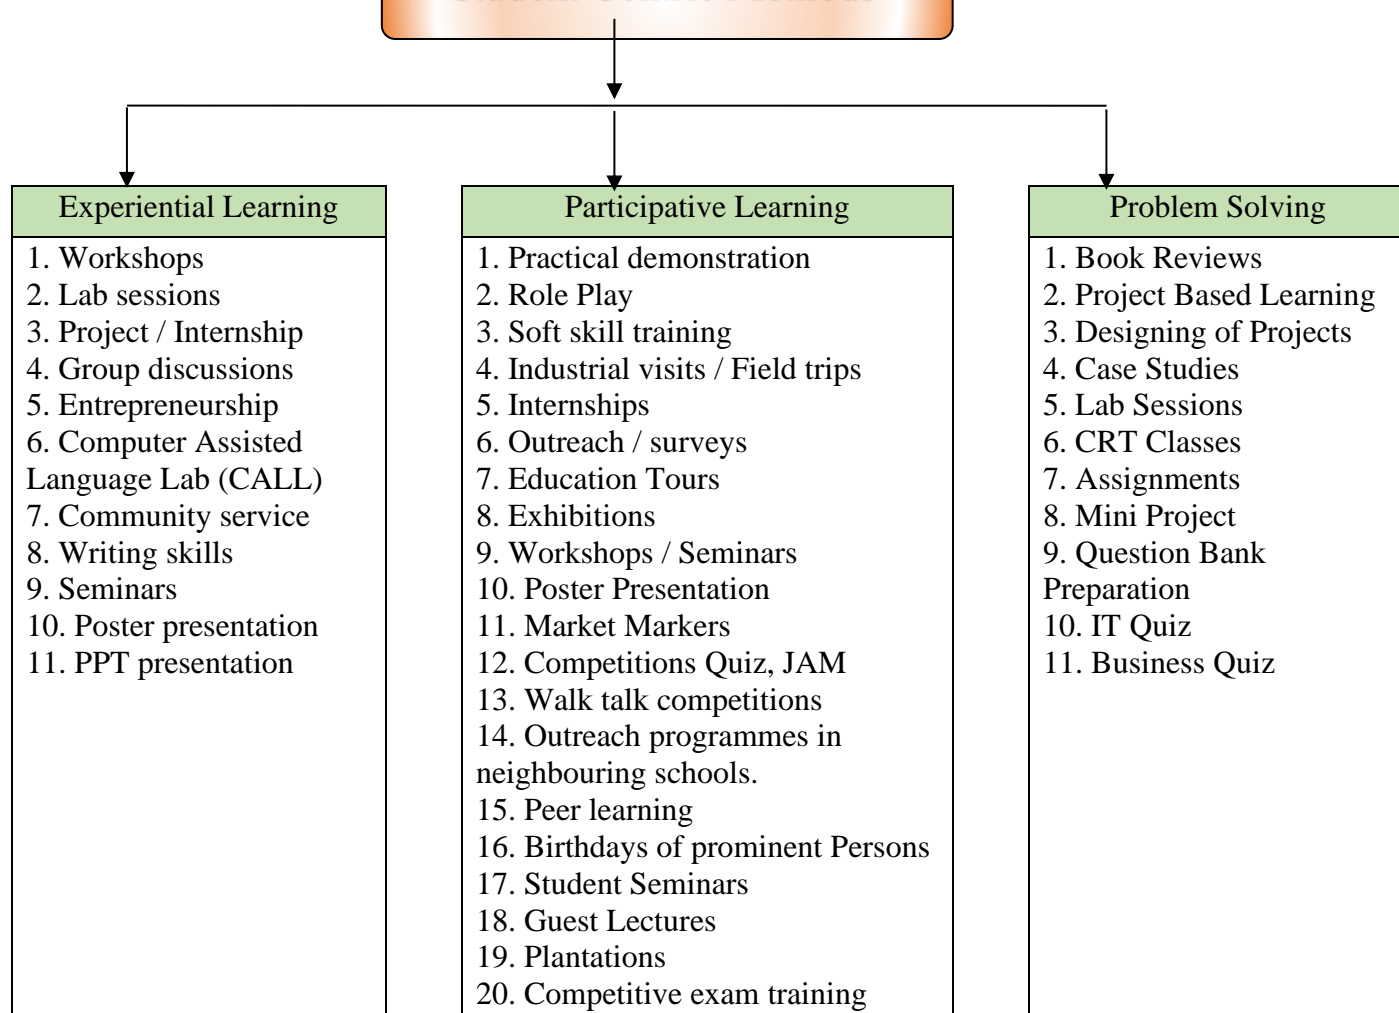 Experiential Learning
1. Workshops
2. Lab sessions
3. Project / Internship
4. Group discussions
5. Entrepreneurship
6. Computer Assisted
Language Lab (CALL)
7. Community service
8. Writing skills
9. Seminars
10. Poster presentation
11. PPT presentation
Participative Learning
1. Practical demonstration
2. Role Play
3. Soft skill training
4. Industrial visits / Field trips
5. Internships
6. Outreach / surveys
7. Education Tours
8. Exhibitions
9. Workshops / Seminars
10. Poster Presentation
11. Market Markers
12. Competitions Quiz, JAM
13. Walk talk competitions
14. Outreach programmes in
neighbouring schools.
15. Peer learning
16. Birthdays of prominent Persons
17. Student Seminars
18. Guest Lectures
19. Plantations
20. Competitive exam training
Problem Solving
1. Book Reviews
2. Project Based Learning
3. Designing of Projects
4. Case Studies
5. Lab Sessions
6. CRT Classes
7. Assignments
8. Mini Project
9. Question Bank
Preparation
10. IT Quiz
11. Business Quiz